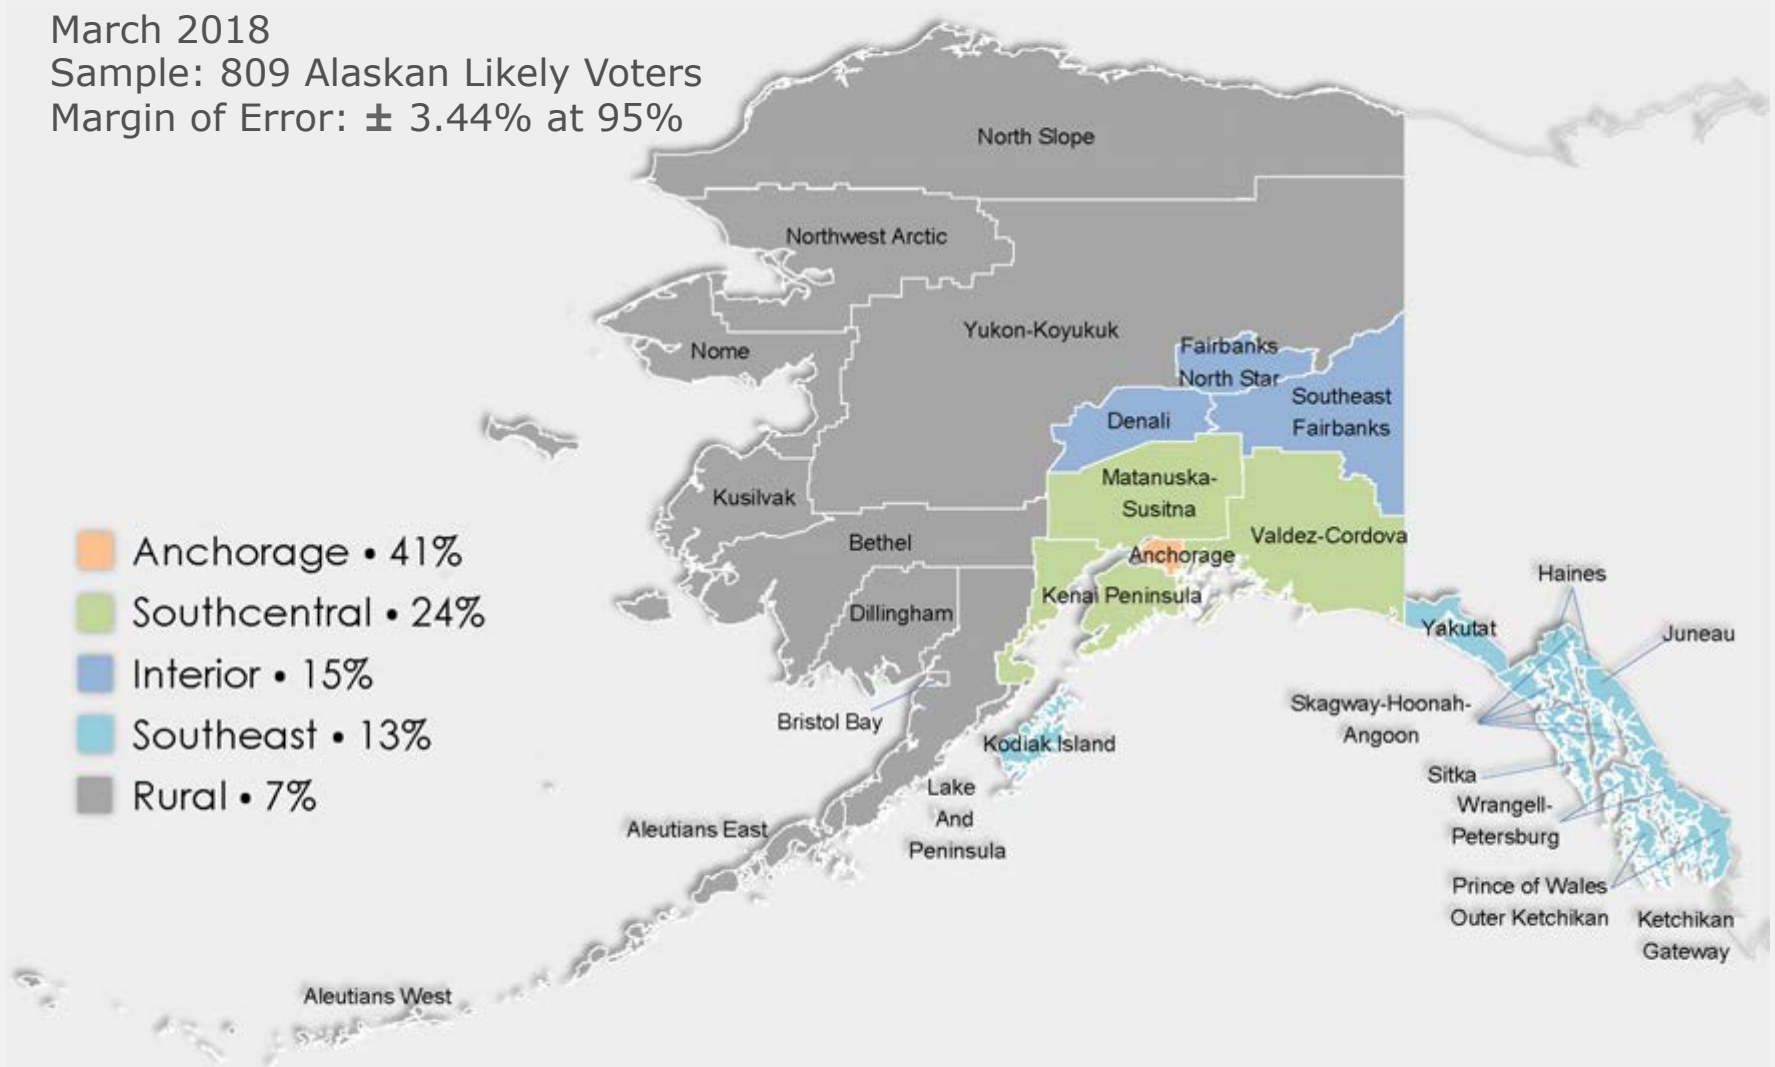 March 2018
Sample: 809 Alaskan Likely Voters
Margin of Error: ± 3.44% at 95%
North Slope
Northwest Arctic
Yukon-Koyukuk
Nome
Fairbanks
North Star
Southeast
Fairbanks
Denali
Matanuska-
Susitna
Kusilvak
Bethel
Valdez-Cordova
Anchorage
Kenai Peninsula
Dillingham
Anchorage • 41%
Southcentral • 24%
Interior • 15%
Southeast • 13%
Rural • 7%
Haines
Yakutat
Juneau
Bristol Bay
Skagway-Hoonah-
Angoon
Kodiak Island
Sitka
Lake
And
Peninsula
Wrangell-
Petersburg
Aleutians East
Prince of Wales
Outer Ketchikan
Ketchikan
Gateway
Aleutians West